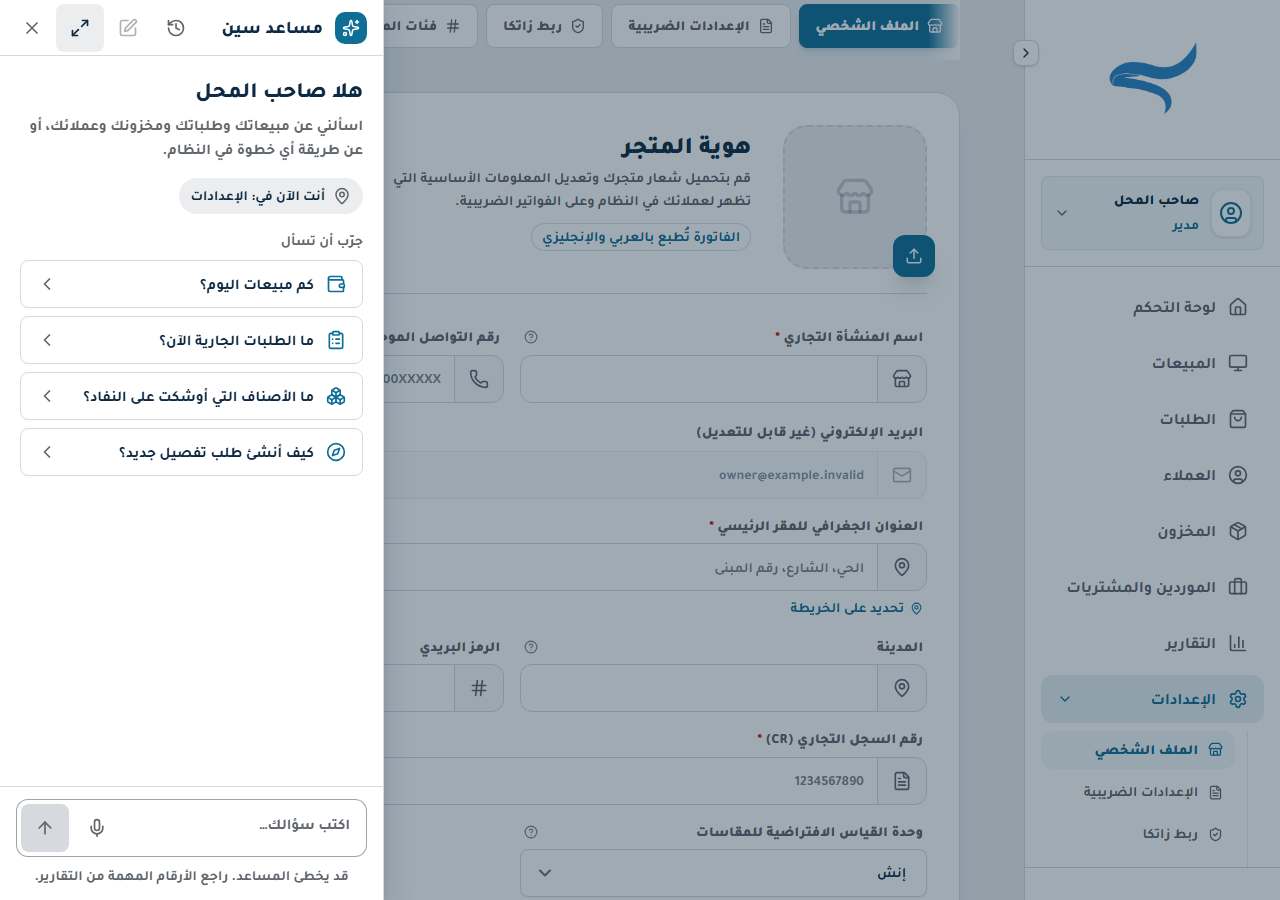 صاحب المحل
مدير
لوحة التحكم
المبيعات
الطلبات
العملاء
المخزون
الموردين والمشتريات
التقارير
الإعدادات
الملف الشخصي
الإعدادات الضريبية
ربط زاتكا
الملف الشخصي
الإعدادات الضريبية
ربط زاتكا
فئات
هوية المتجر
قم بتحميل شعار متجرك وتعديل المعلومات الأساسية التي
تظهر لعملائك في النظام وعلى الفواتير الضريبية.
الفاتورة تُطبع بالعربي والإنجليزي
اسم المنشأة التجاري *
رقم التواصل
00XXXXX
البريد الإلكتروني (غير قابل للتعديل)
owner@example.invalid
العنوان الجغرافي للمقر الرئيسي *
الحي، الشارع، رقم المبنى
تحديد على الخريطة
المدينة
الرمز البريدي
رقم السجل التجاري (CR) *
1234567890
وحدة القياس الافتراضية للمقاسات
إنش
مساعد سين
هلا صاحب المحل
اسألني عن مبيعاتك وطلباتك ومخزونك وعملائك، أو
عن طريقة أي خطوة في النظام.
أنت الآن في: الإعدادات
جرّب أن تسأل
كم مبيعات اليوم؟
ما الطلبات الجارية الآن؟
ما الأصناف التي أوشكت على النفاد؟
كيف أنشئ طلب تفصيل جديد؟
اكتب سؤالك...
قد يخطئ المساعد. راجع الأرقام المهمة من التقارير.